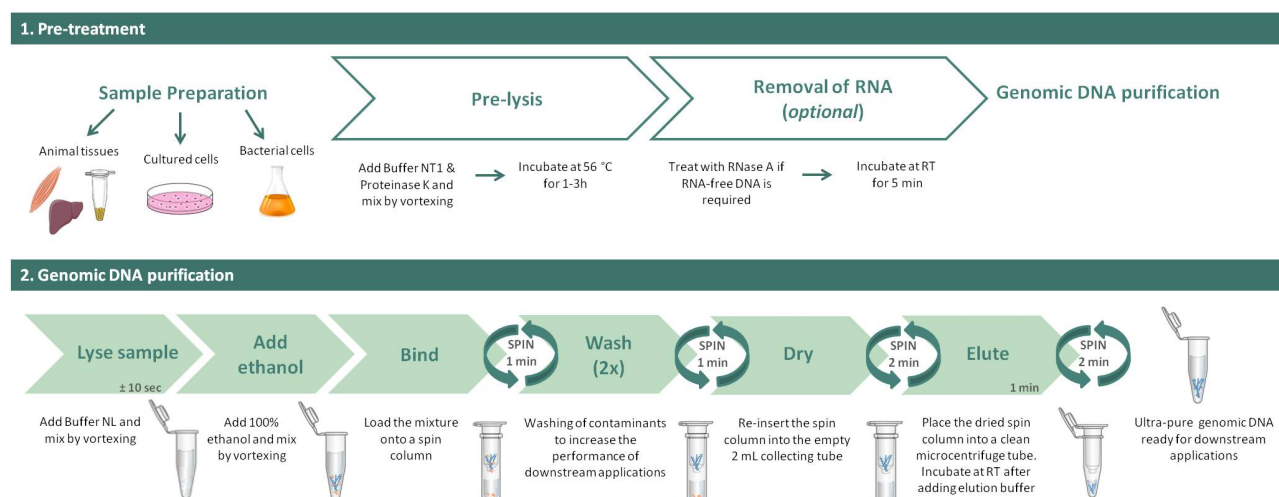 1. Pre-treatment
Sample Preparation
Animal tissues
Cultured cells
Bacterial cells
Pre-lysis
Add Buffer NT1 &
Proteinase K and
mix by vortexing
Incubate at 56 °C
for 1-3h
Removal of RNA
(optional)
Treat with RNase A if
RNA-free DNA is
required
Incubate at RT
for 5 min
Genomic DNA purification
2. Genomic DNA purification
Lyse sample
± 10 sec
Add Buffer NL and
mix by vortexing
Add
ethanol
Add 100%
ethanol and mix
by vortexing
Bind
Load the mixture
onto a spin
column
SPIN
1 min
Wash
(2x)
Washing of contaminants
to increase the
performance of
downstream applications
SPIN
1 min
Dry
Re-insert the spin
column into the empty
2 mL collecting tube
SPIN
2 min
Elute
1 min
Place the dried spin
column into a clean
microcentrifuge tube.
Incubate at RT after
adding elution buffer
SPIN
2 min
Ultra-pure genomic DNA
ready for downstream
applications